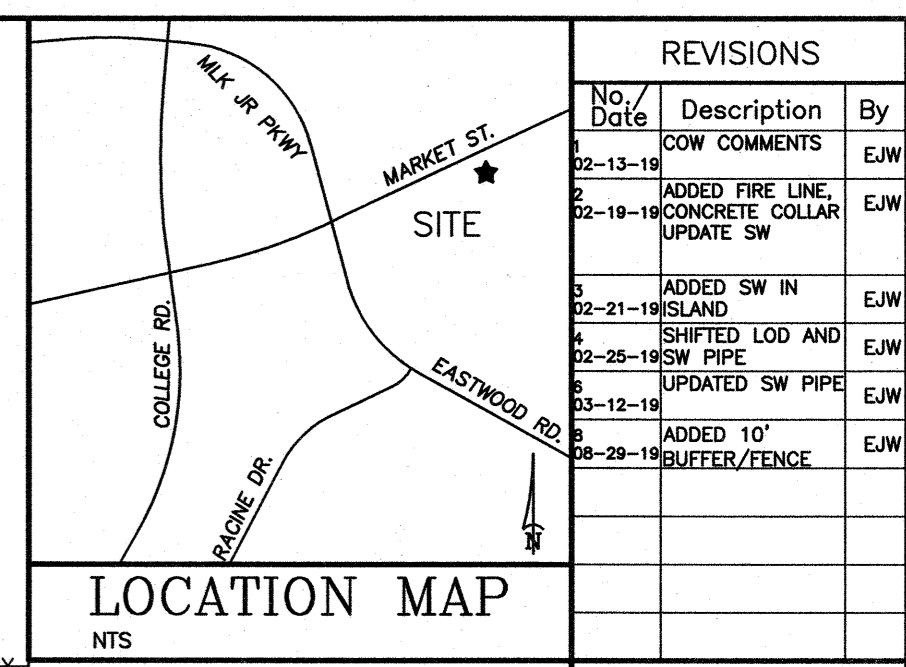 MLK JR PKWY
MARKET ST.
SITE
COLLEGE RD.
EASTWOOD RD.
RACINE DR.
N
LOCATION MAP
NTS
REVISIONS
No./ Date Description By
1
02-13-19 COW COMMENTS EJW
2
02-19-19 ADDED FIRE LINE,
CONCRETE COLLAR
UPDATE SW EJW
3
02-21-19 ADDED SW IN
ISLAND EJW
4
02-25-19 SHIFTED LOD AND
SW PIPE EJW
6
03-12-19 UPDATED SW PIPE EJW
8
08-29-19 ADDED 10'
BUFFER/FENCE EJW